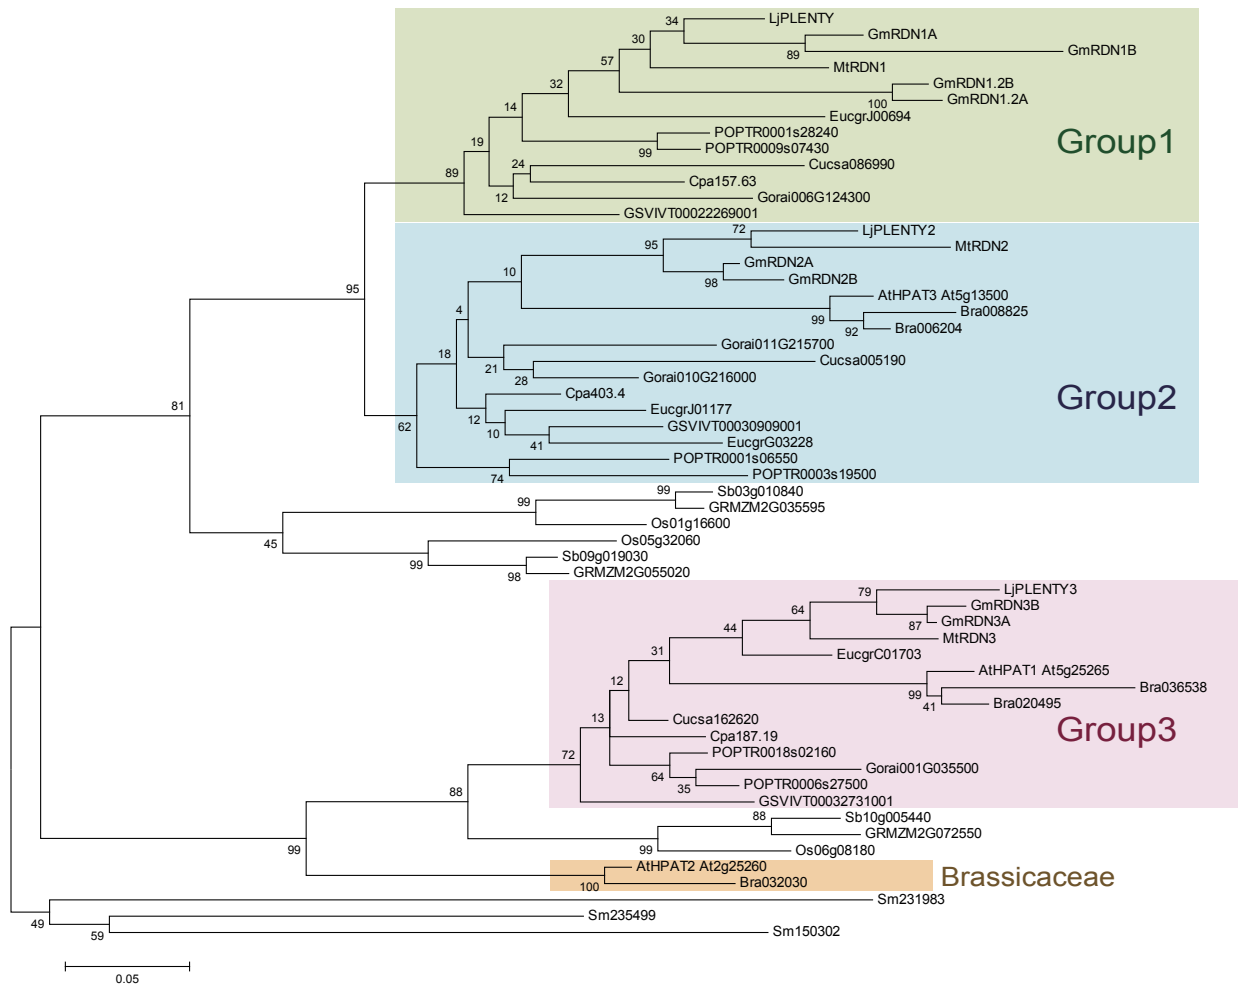 LjPLENTY
34
GmRDN1A
30
GmRDN1B
89
57
MtRDN1
GmRDN1.2B
32
GmRDN1.2A
100
14
EucgrJ00694
POPTR0001s28240
19
POPTR0009s07430
99
Group1
24
Cucsa086990
89
Cpa157.63
12
Gorai006G124300
GSVIVT00022269001
72
LjPLENTY2
95
MtRDN2
GmRDN2A
10
98
GmRDN2B
95
AtHPAT3 At5g13500
4
99
Bra008825
92
Bra006204
18
Gorai011G215700
21
Cucsa005190
28
Gorai010G216000
Cpa403.4
Group2
12
EucgrJ01177
62
10
GSVIVT00030909001
41
EucgrG03228
81
POPTR0001s06550
74
POPTR0003s19500
99
Sb03g010840
99
GRMZM2G035595
Os01g16600
45
Os05g32060
99
Sb09g019030
98
GRMZM2G055020
79
LjPLENTY3
64
GmRDN3B
87
GmRDN3A
44
MtRDN3
31
EucgrC01703
AtHPAT1 At5g25265
12
99
Bra036538
41
Bra020495
13
Cucsa162620
Group3
Cpa187.19
72
POPTR0018s02160
64
Gorai001G035500
35
POPTR0006s27500
88
GSVIVT00032731001
88
Sb10g005440
GRMZM2G072550
99
99
Os06g08180
AtHPAT2 At2g25260
100
Bra032030
Brassicaceae
Sm231983
49
Sm235499
59
Sm150302
0.05